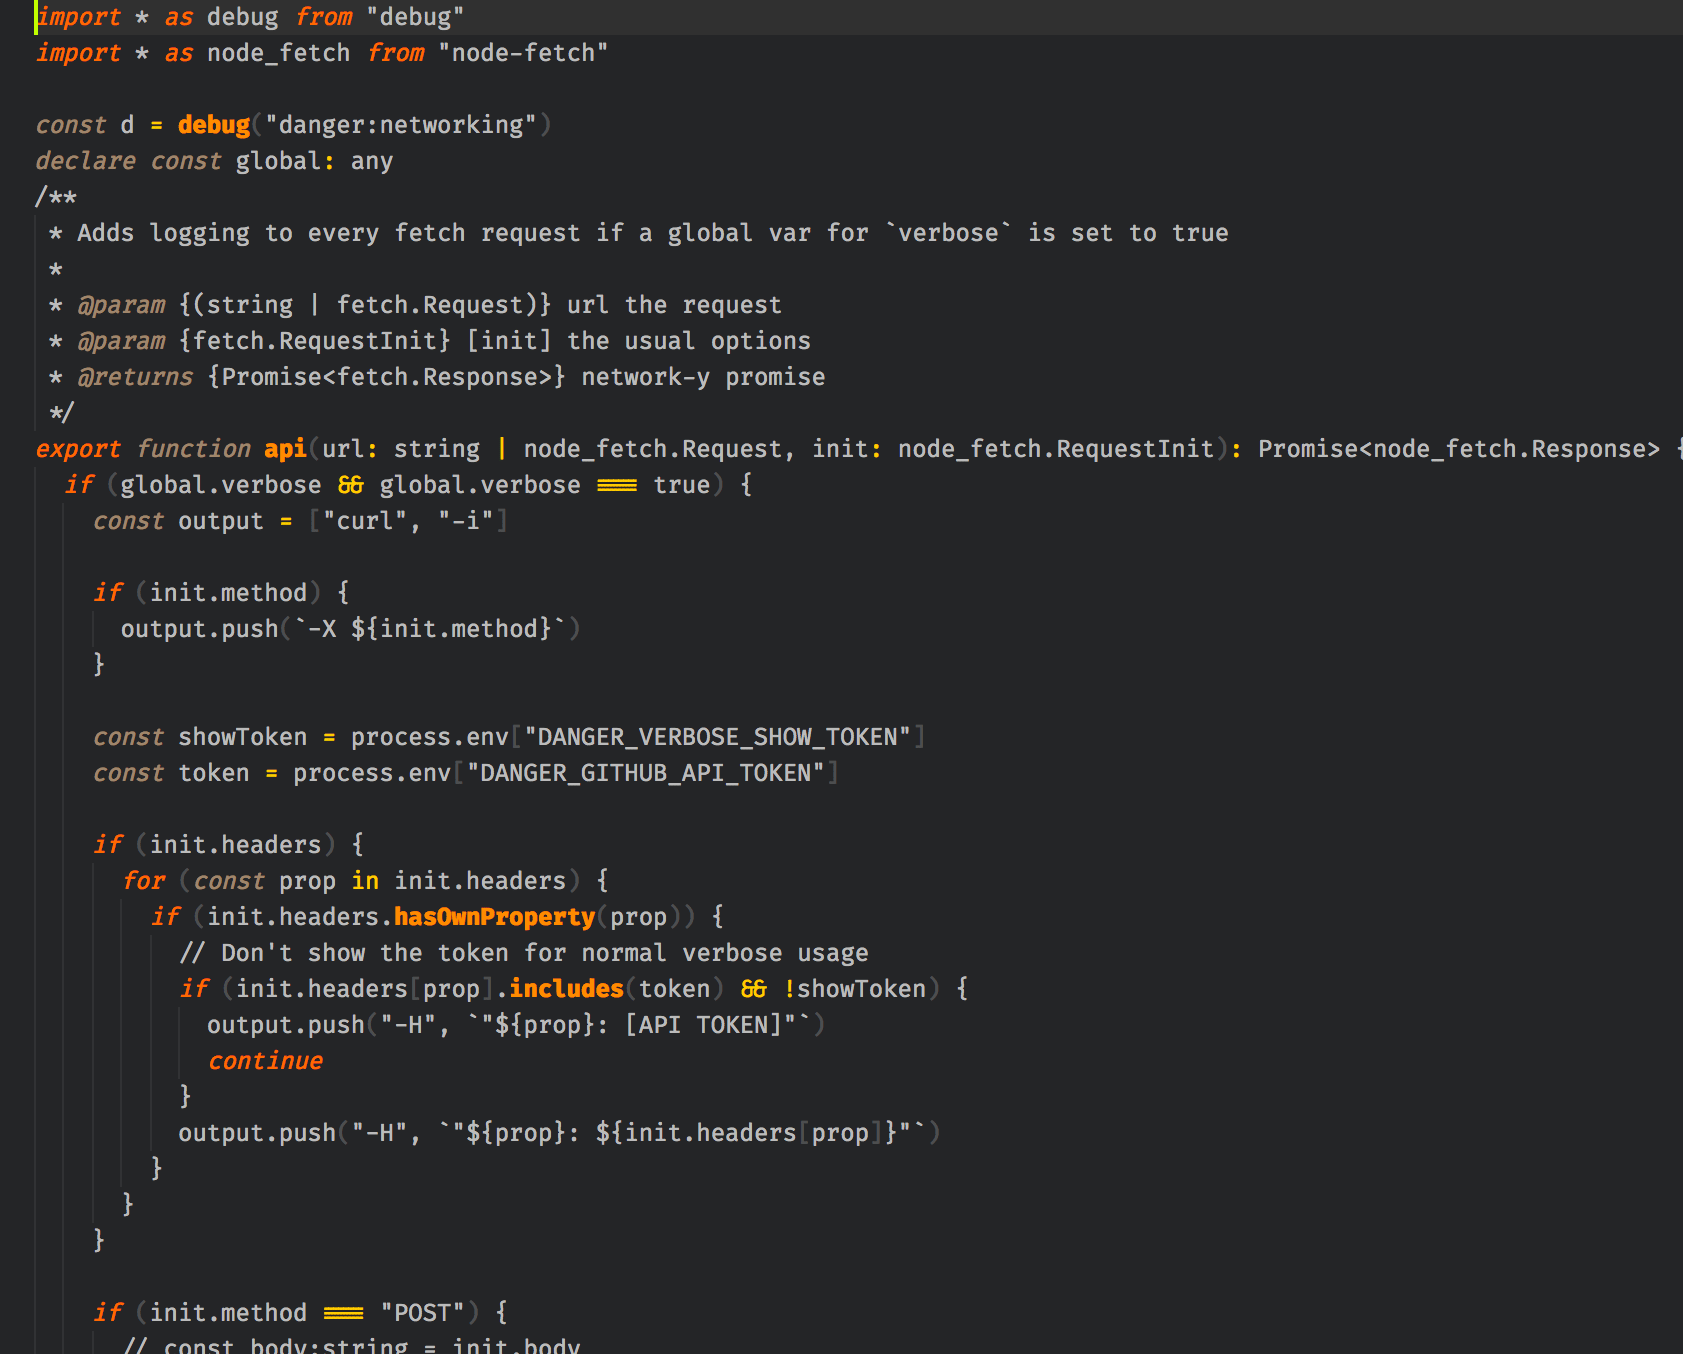 import * as debug from "debug"
import * as node_fetch from "node-fetch"

const d = debug("danger:networking")
declare const global: any
/**
 * Adds logging to every fetch request if a global var for `verbose` is set to true
 *
 * @param {(string | fetch.Request)} url the request
 * @param {fetch.RequestInit} [init] the usual options
 * @returns {Promise<fetch.Response>} network-y promise
 */
export function api(url: string | node_fetch.Request, init: node_fetch.RequestInit): Promise<node_fetch.Response> {
  if (global.verbose && global.verbose === true) {
    const output = ["curl", "-i"]

    if (init.method) {
      output.push(`-X ${init.method}`)
    }

    const showToken = process.env["DANGER_VERBOSE_SHOW_TOKEN"]
    const token = process.env["DANGER_GITHUB_API_TOKEN"]

    if (init.headers) {
      for (const prop in init.headers) {
        if (init.headers.hasOwnProperty(prop)) {
          // Don't show the token for normal verbose usage
          if (init.headers[prop].includes(token) && !showToken) {
            output.push("-H", `"${prop}: [API TOKEN]"`)
            continue
          }
          output.push("-H", `"${prop}: ${init.headers[prop]}"`)
        }
      }
    }

    if (init.method === "POST") {
      // const body:string = init.body